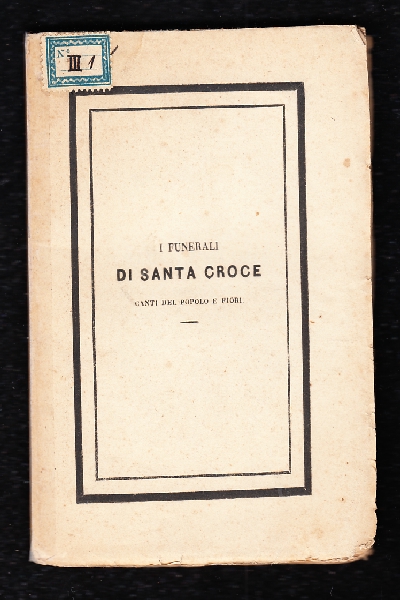 N.º
III 1
I FUNERALI
DI SANTA CROCE
CANTI DEL POPOLO E FIORI